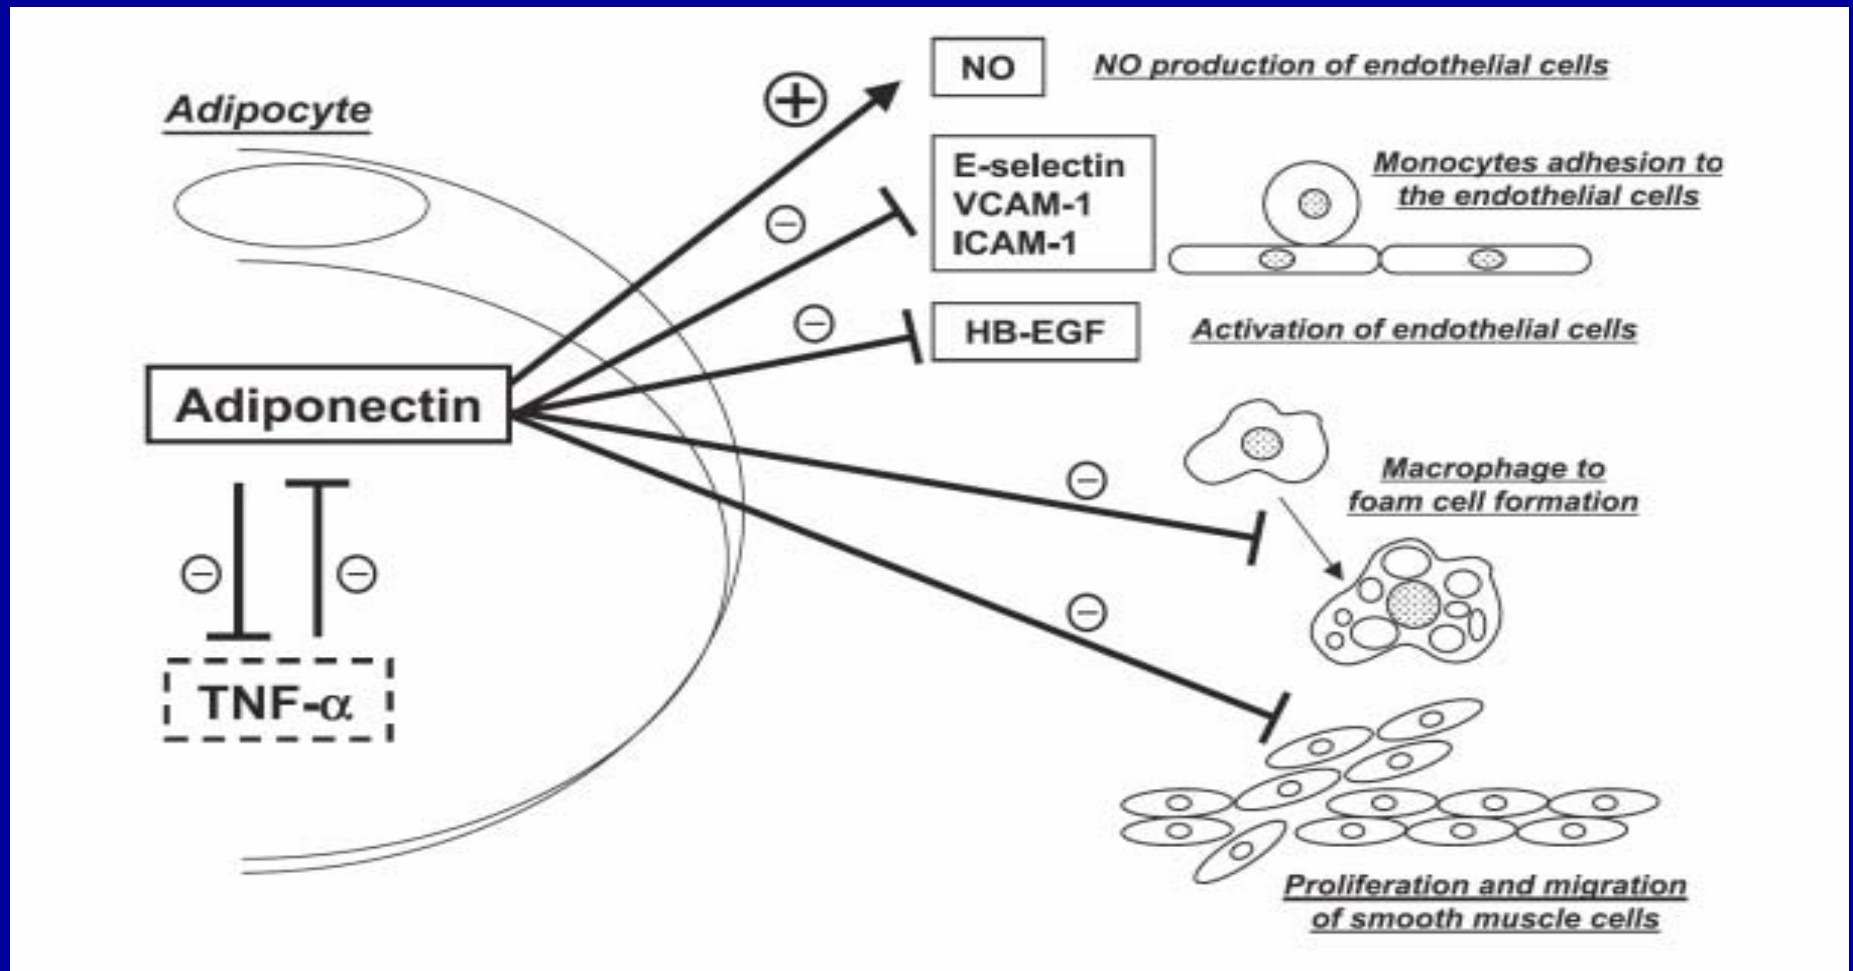 Adipocyte
Adiponectin
TNF-α
NO
NO production of endothelial cells
E-selectin
VCAM-1
ICAM-1
Monocytes adhesion to
the endothelial cells
HB-EGF
Activation of endothelial cells
Macrophage to
foam cell formation
Proliferation and migration
of smooth muscle cells